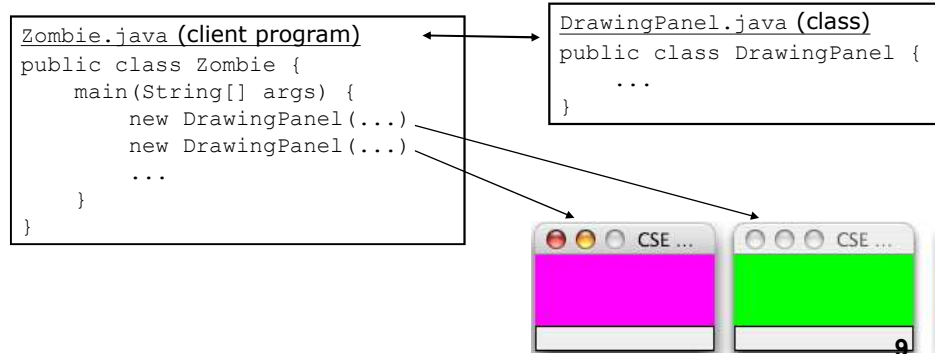 Zombie.java (client program)
public class Zombie {
    main(String[] args) {
        new DrawingPanel(...)
        new DrawingPanel(...)
        ...
    }
}
DrawingPanel.java (class)
public class DrawingPanel {
    ...
}
CSE ...
CSE ...
9